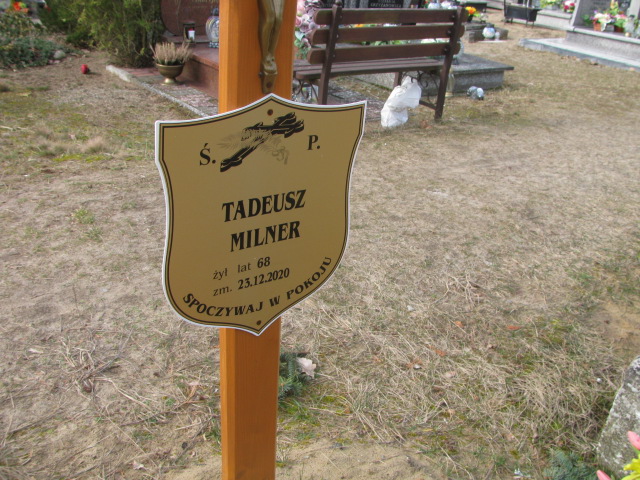 Ś. P.
TADEUSZ
MILNER
żył lat 68
zm. 23.12.2020
SPOCZYWAJ W POKOJU